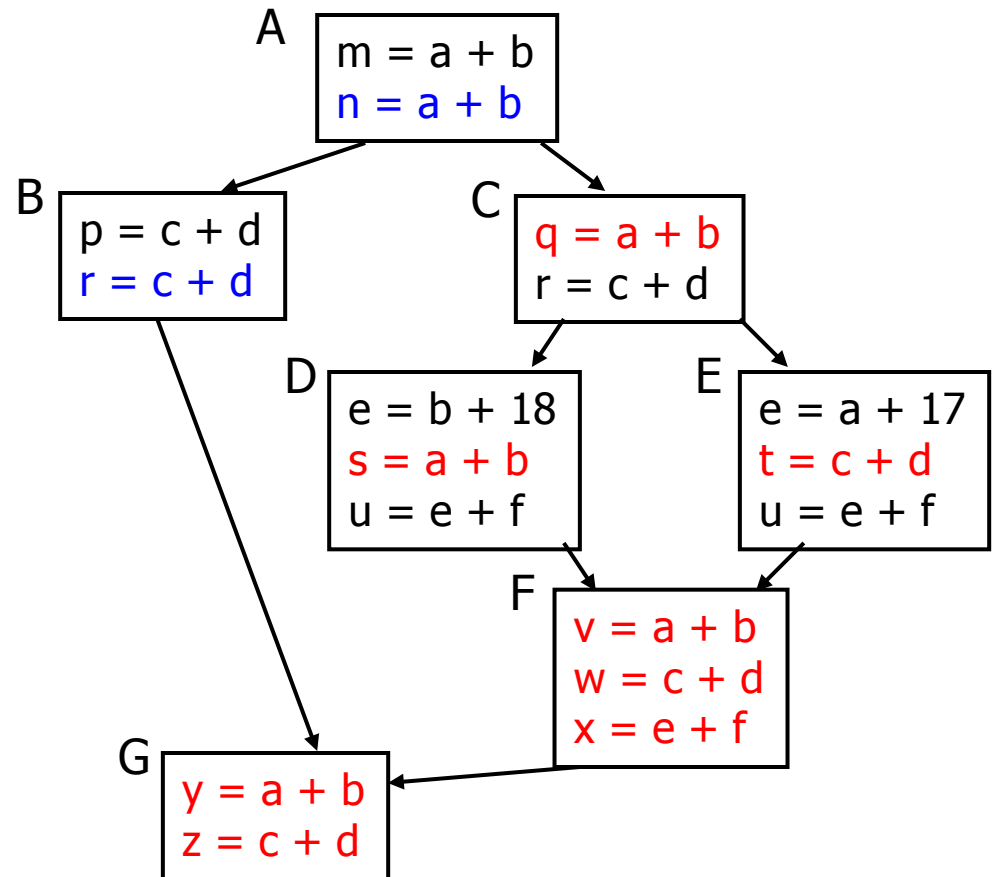 A
m = a + b
n = a + b
B
p = c + d
r = c + d
C
q = a + b
r = c + d
D
e = b + 18
s = a + b
u = e + f
E
e = a + 17
t = c + d
u = e + f
F
v = a + b
w = c + d
x = e + f
G
y = a + b
z = c + d